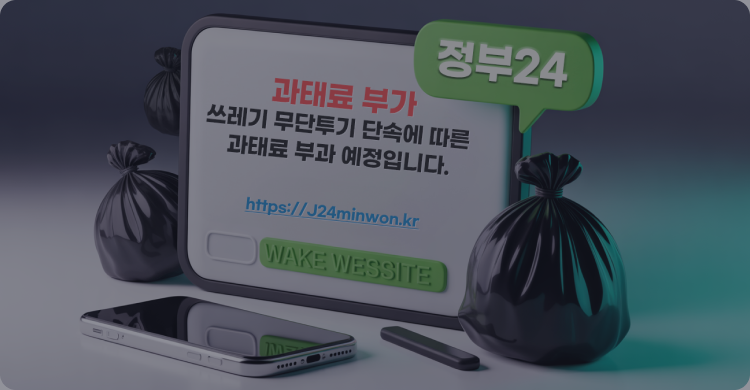 정부24
과태료 부가
쓰레기 무단투기 단속에 따른
과태료 부과 예정입니다.
https://J24minwon.kr
WAKE WESSITE